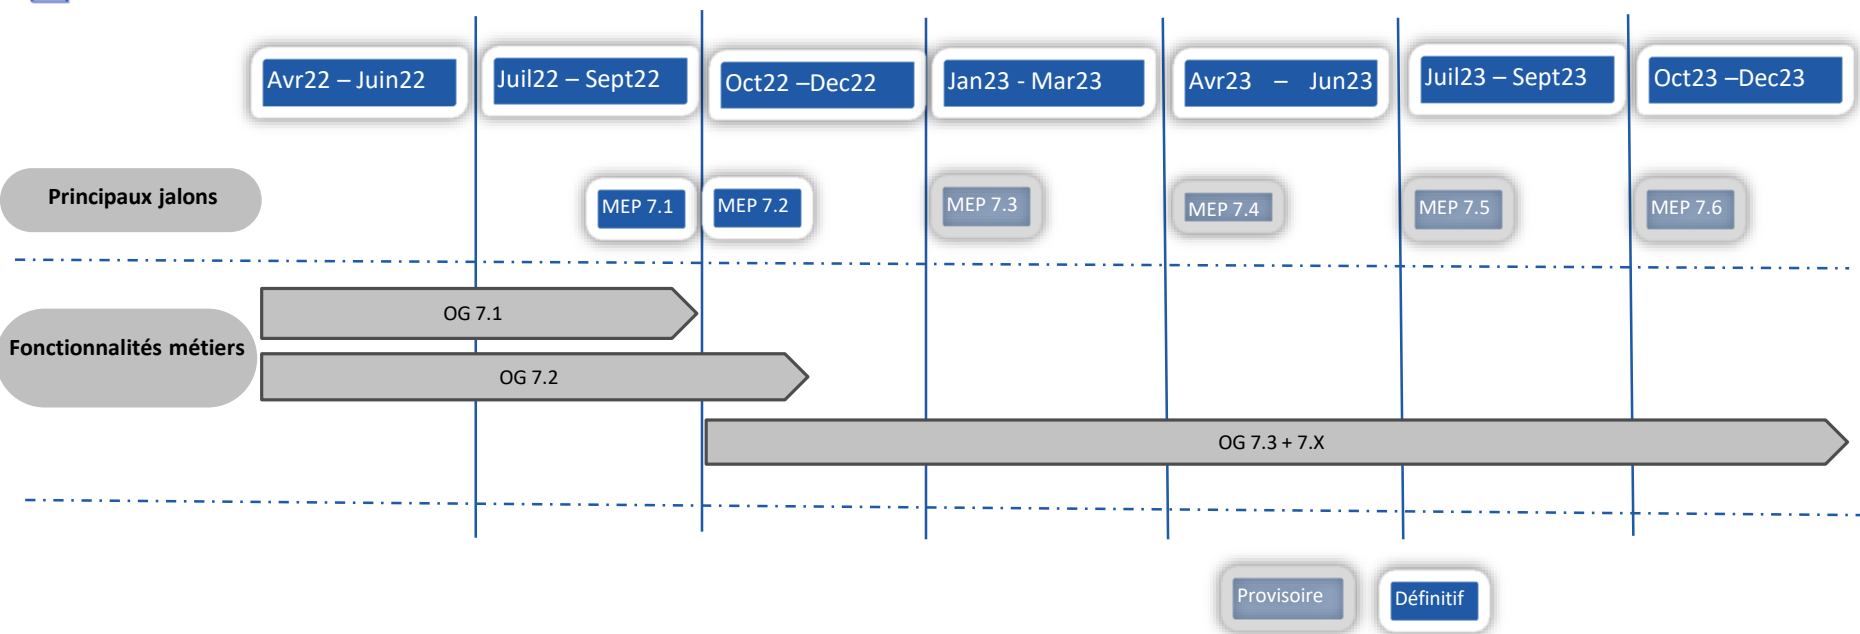 Avr22 – Juin22
Juil22 – Sept22
Oct22 –Dec22
Jan23 - Mar23
Avr23 – Jun23
Juil23 – Sept23
Oct23 –Dec23
Principaux jalons
MEP 7.1
MEP 7.2
MEP 7.3
MEP 7.4
MEP 7.5
MEP 7.6
Fonctionnalités métiers
OG 7.1
OG 7.2
OG 7.3 + 7.X
Provisoire
Définitif